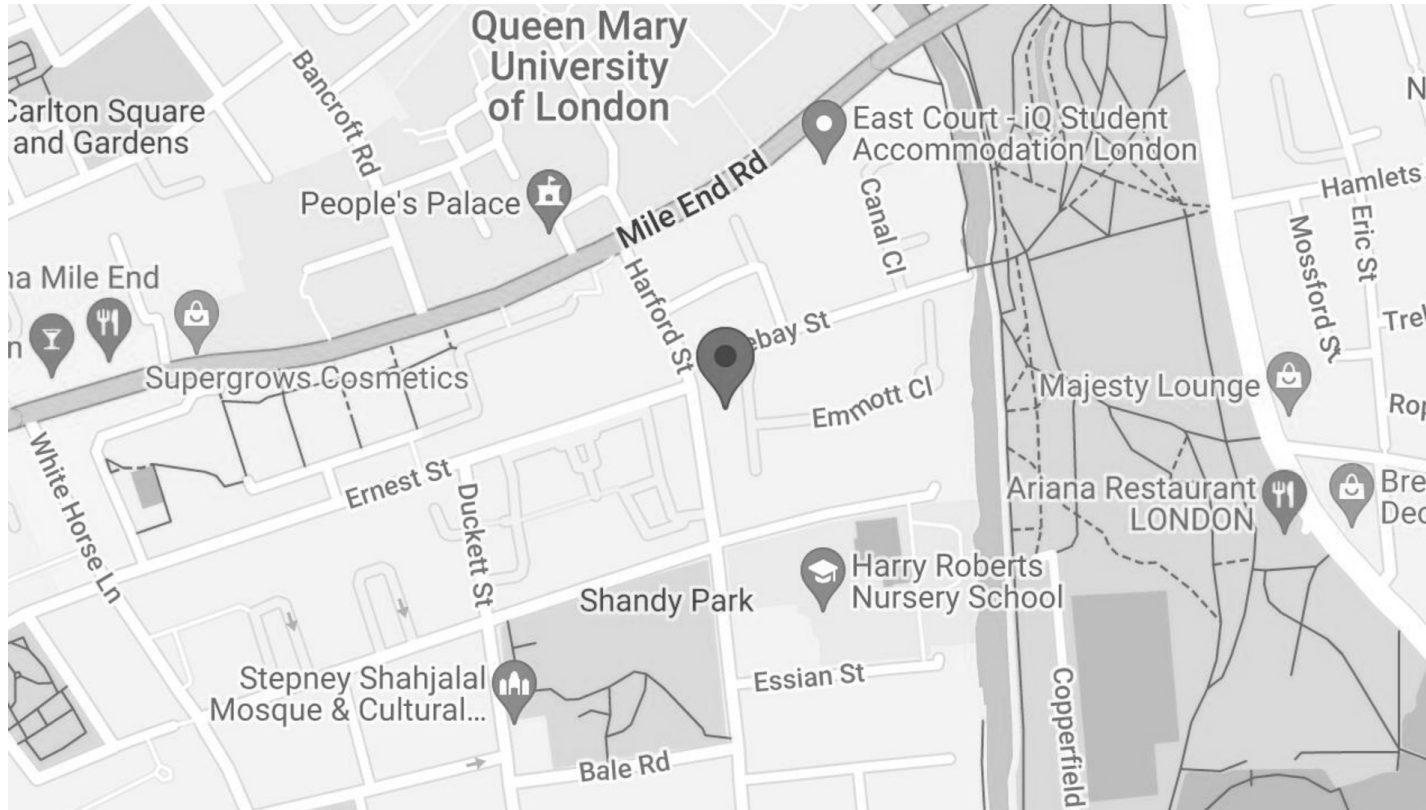 Queen Mary
University
of London
Bancroft Rd
Carlton Square
and Gardens
East Court - iQ Student
Accommodation London
Mile End Rd
People's Palace
Canal Cl
Hamlets
Eric St
Mossford St
na Mile End
n
Harford St
ebay St
Supergrows Cosmetics
Majesty Lounge
Emmott Cl
White Horse Ln
Ernest St
Duckett St
Ariana Restaurant
LONDON
Harry Roberts
Nursery School
Shandy Park
Stepney Shahjalal
Mosque & Cultural...
Essian St
Copperfield
Bale Rd